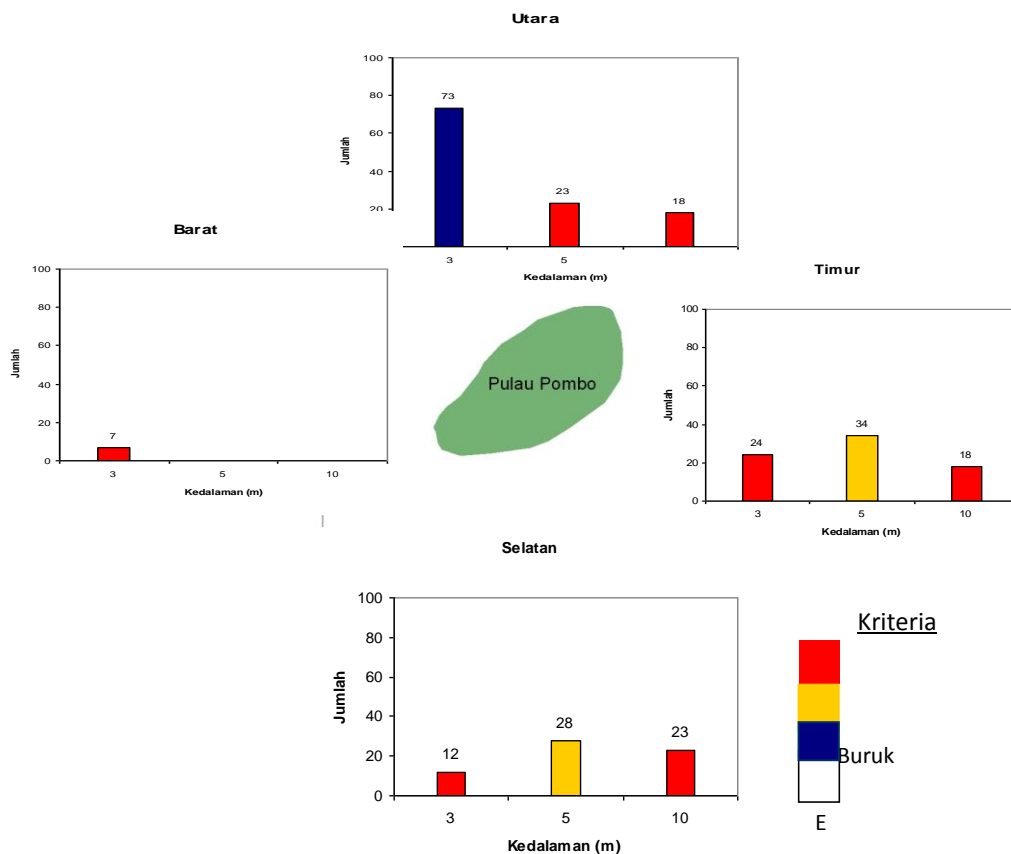 Utara
Jumlah
100
80
60
40
20
73
23
18
3 5
Kedalaman (m)
Barat
Jumlah
100
80
60
40
20
0
7
3 5 10
Kedalaman (m)
Pulau Pombo
Timur
Jumlah
100
80
60
40
20
0
24
34
18
3 5 10
Kedalaman (m)
Selatan
Jumlah
100
80
60
40
20
0
12
28
23
3 5 10
Kedalaman (m)
Kriteria
Buruk
E